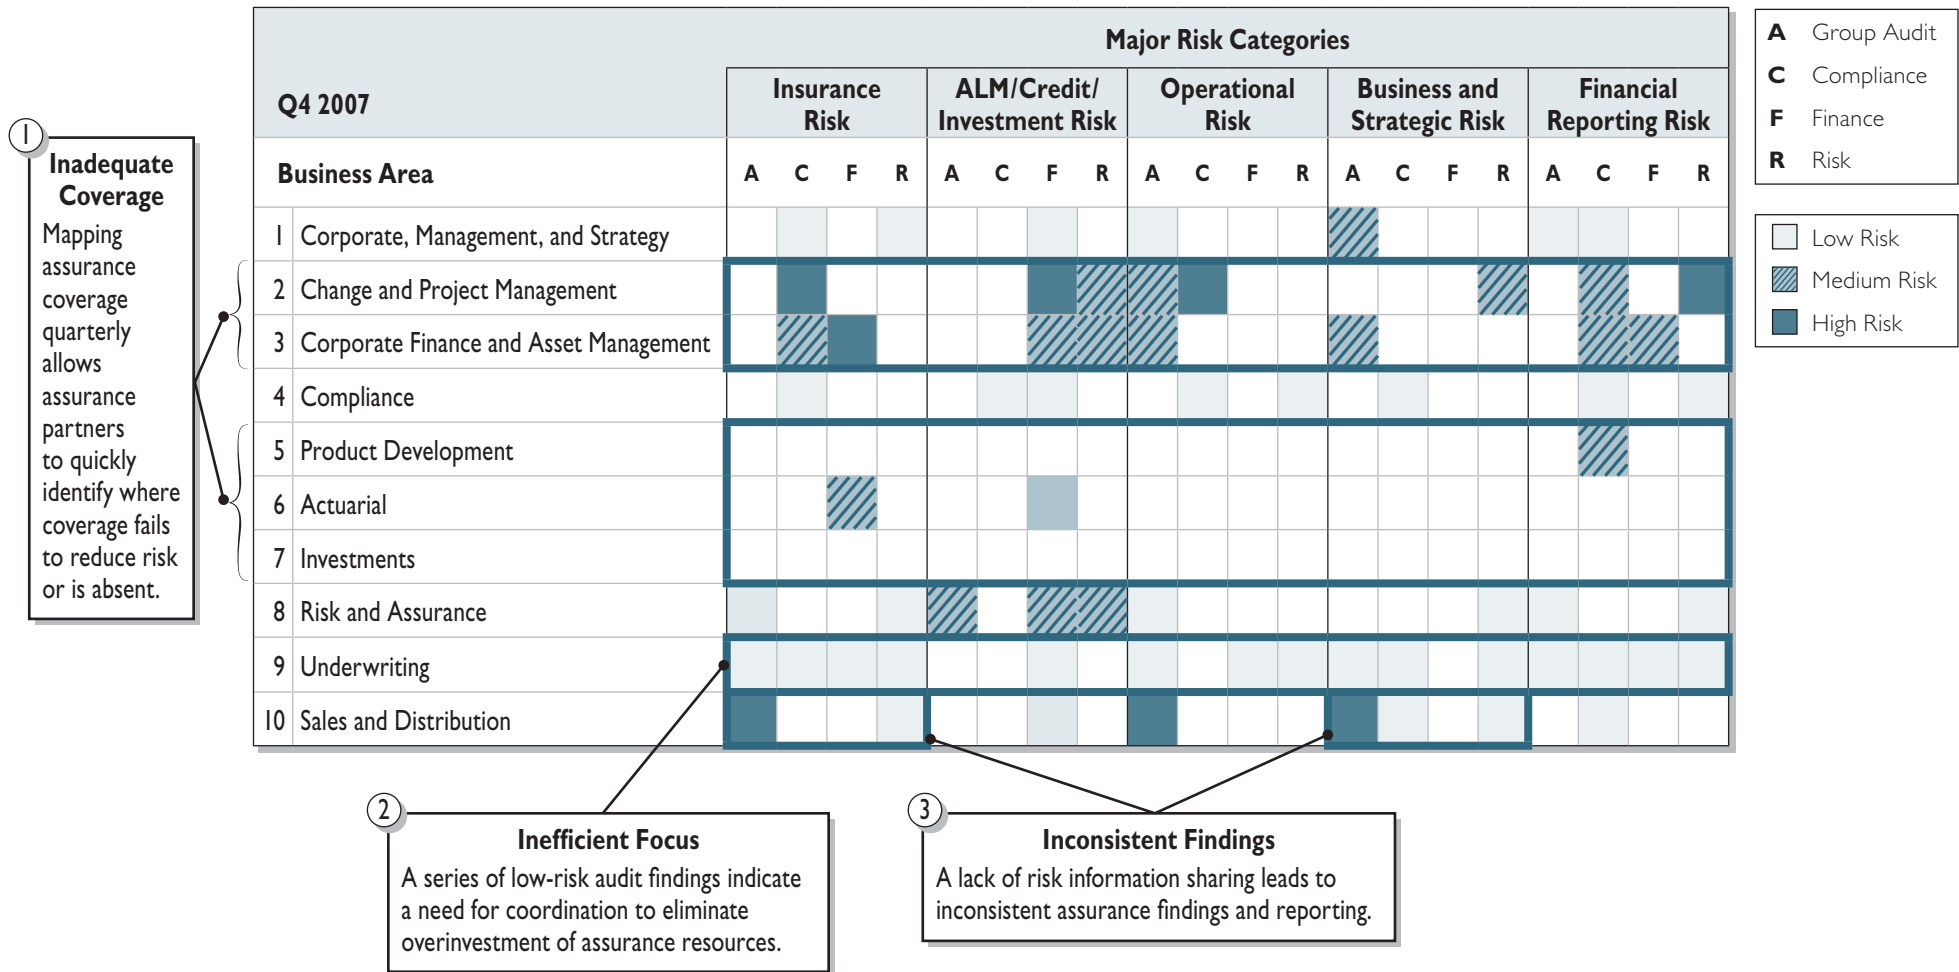 Major Risk Categories
Q4 2007
Insurance
Risk
ALM/Credit/
Investment Risk
Operational
Risk
Business and
Strategic Risk
Financial
Reporting Risk
Business Area
A C F R A C F R A C F R A C F R A C F R
1 Corporate, Management, and Strategy
2 Change and Project Management
3 Corporate Finance and Asset Management
4 Compliance
5 Product Development
6 Actuarial
7 Investments
8 Risk and Assurance
9 Underwriting
10 Sales and Distribution
A Group Audit
C Compliance
F Finance
R Risk
Low Risk
Medium Risk
High Risk
1
Inadequate
Coverage
Mapping
assurance
coverage
quarterly
allows
assurance
partners
to quickly
identify where
coverage fails
to reduce risk
or is absent.
2
Inefficient Focus
A series of low-risk audit findings indicate
a need for coordination to eliminate
overinvestment of assurance resources.
3
Inconsistent Findings
A lack of risk information sharing leads to
inconsistent assurance findings and reporting.